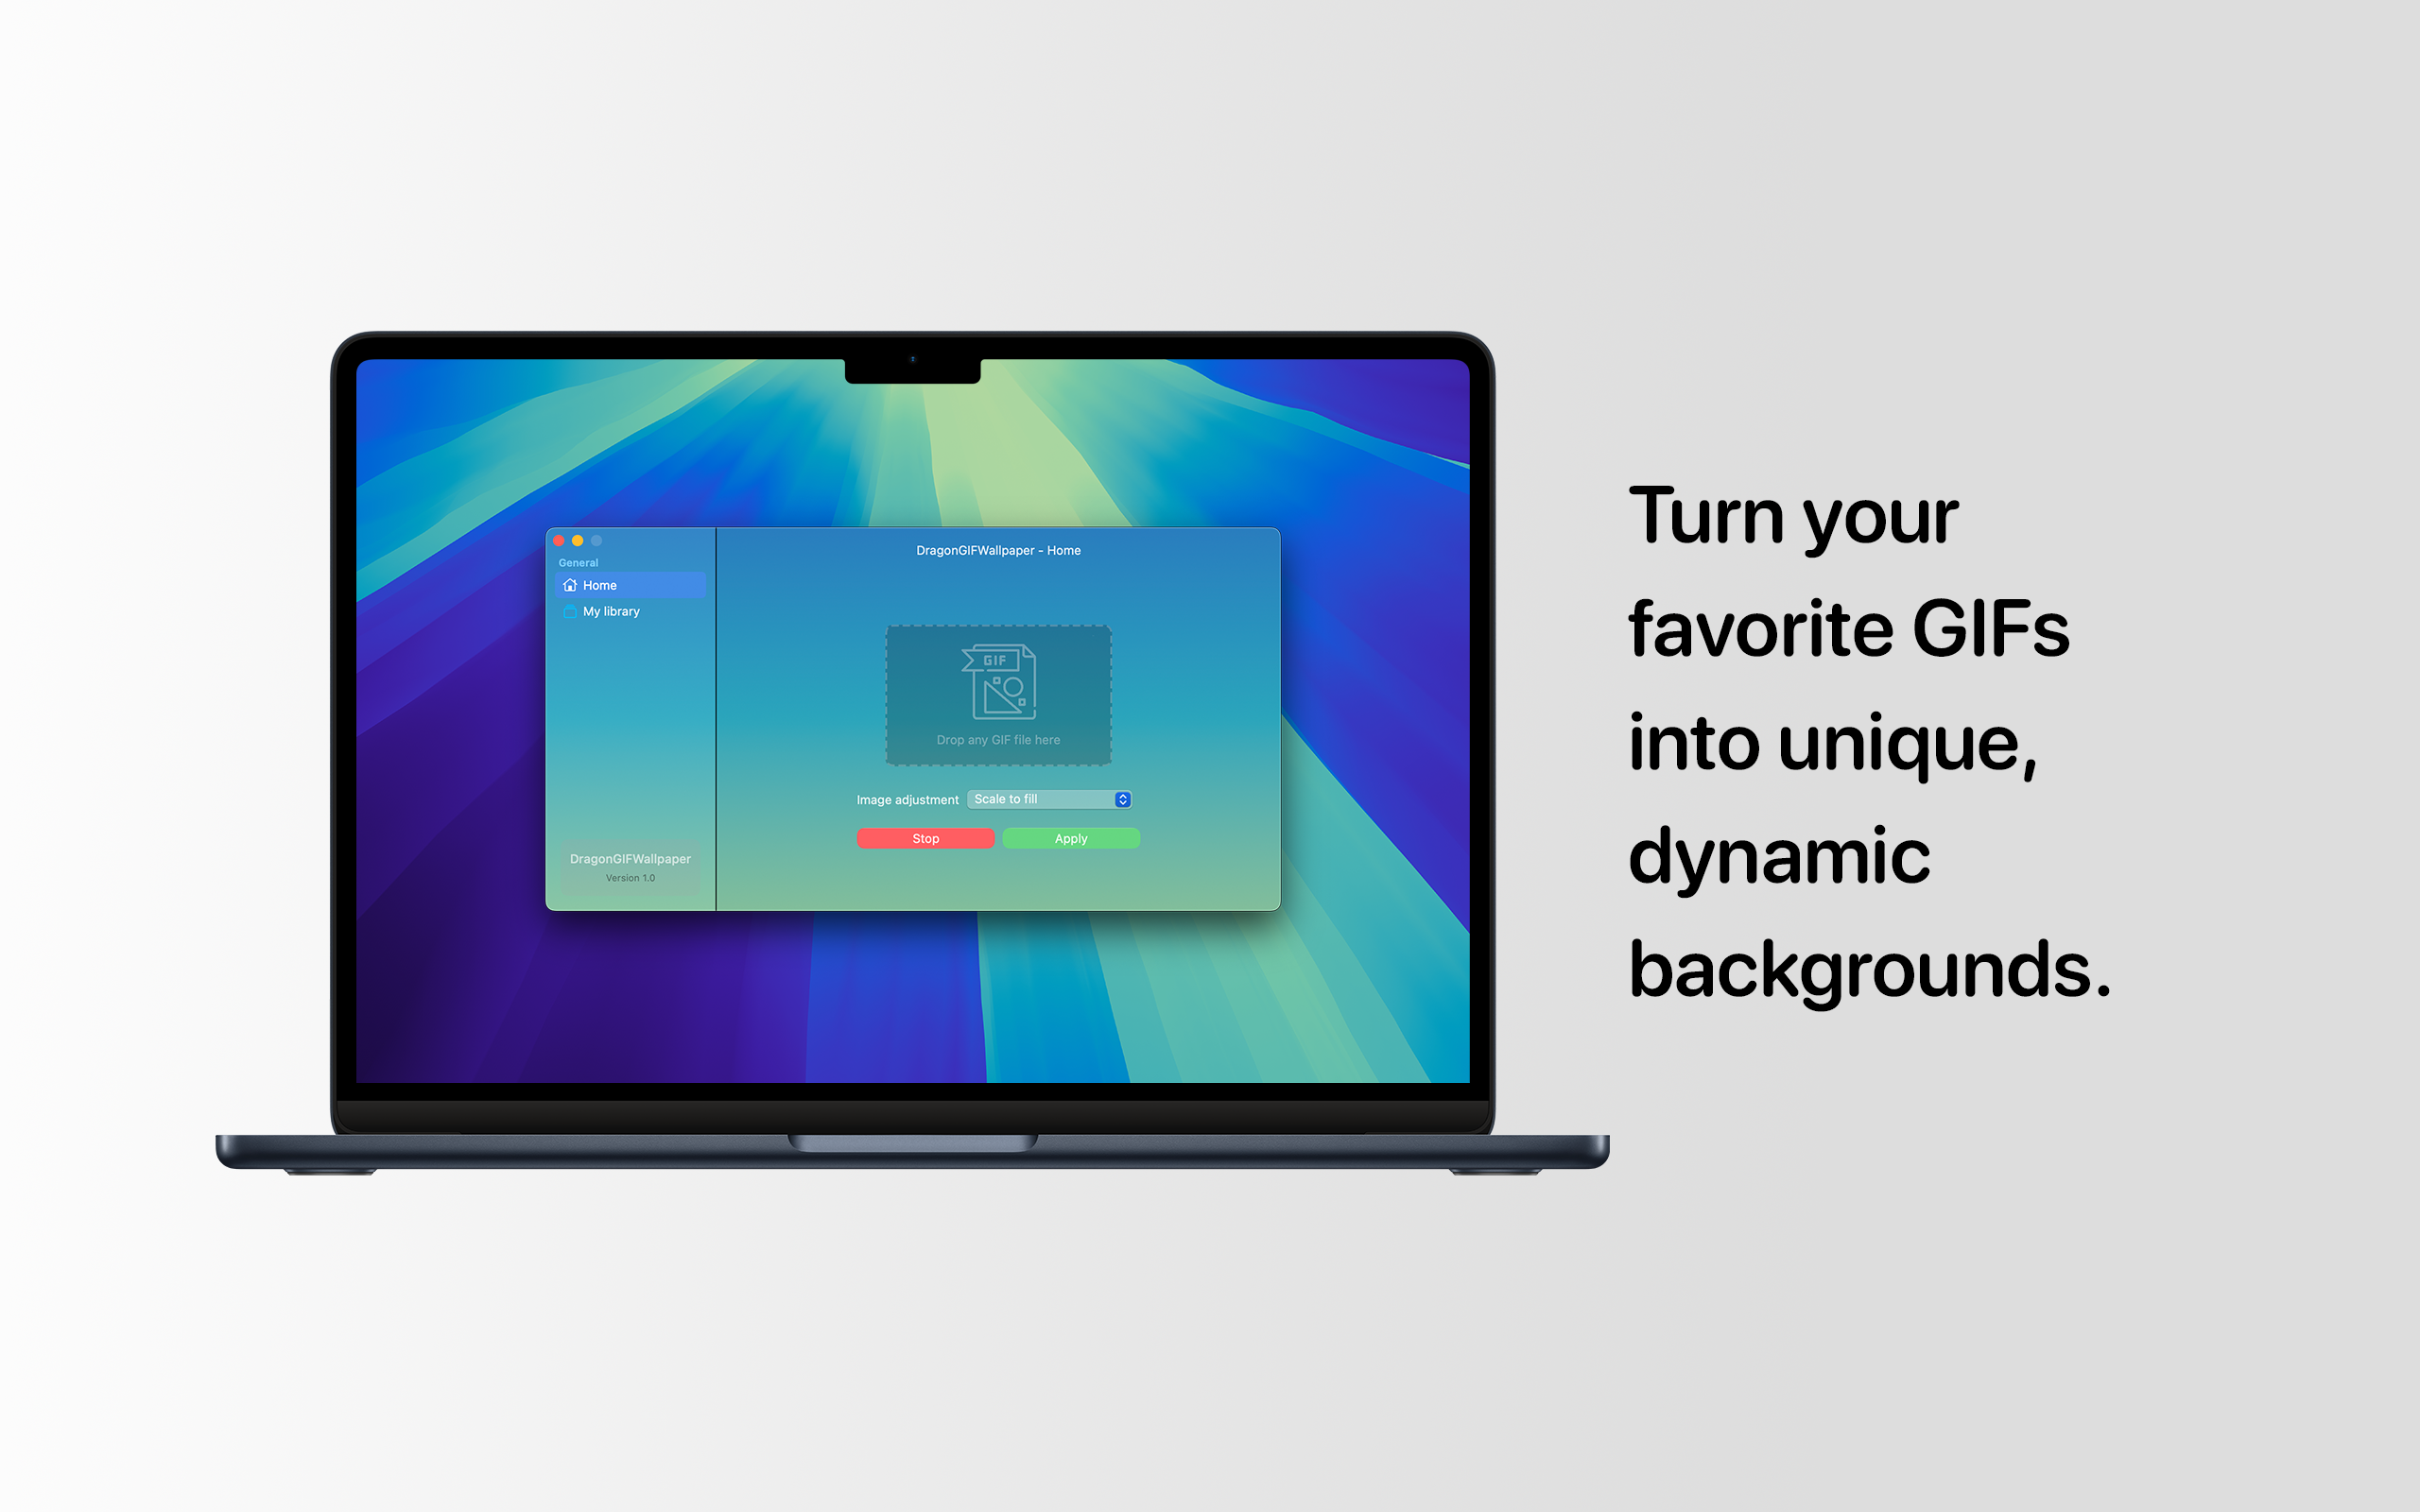 General
Home
My library
DragonGIFWallpaper
Version 1.0
DragonGIFWallpaper - Home
GIF
Drop any GIF file here
Image adjustment Scale to fill
Stop Apply
Turn your
favorite GIFs
into unique,
dynamic
backgrounds.